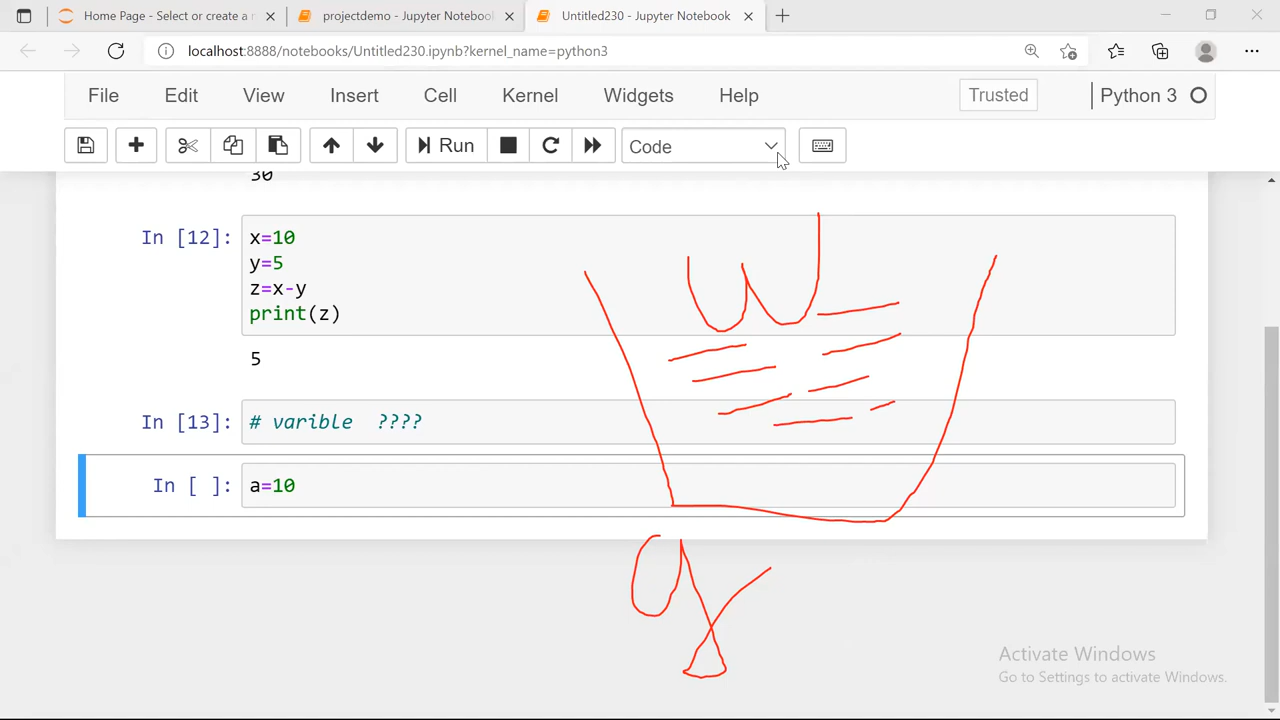 Home Page - Select or create a n
projectdemo - Jupyter Noteboo
Untitled230 - Jupyter Notebook
localhost:8888/notebooks/Untitled230.ipynb?kernel_name=python3
File Edit View Insert Cell Kernel Widgets Help Trusted Python 3
Run Code
30
In [12]: x=10
y=5
z=x-y
print(z)
5
In [13]: # varible ????
In [ ]: a=10
W
Activate Windows
Go to Settings to activate Windows.